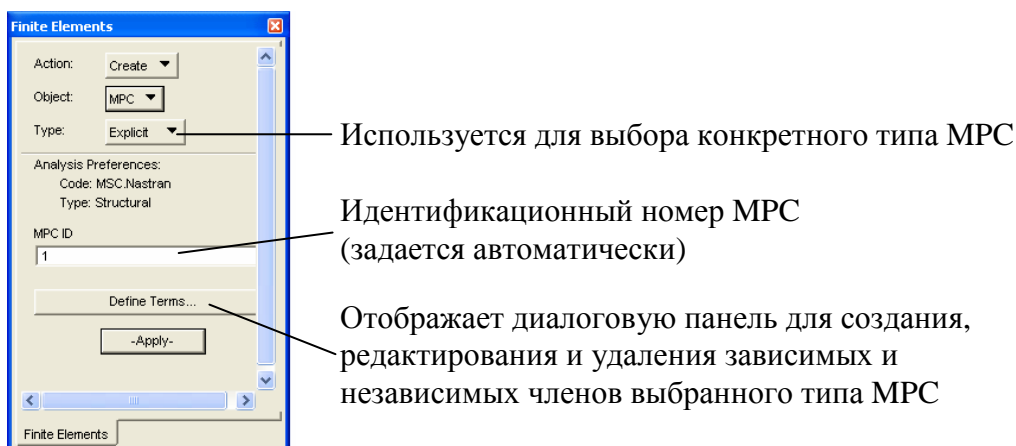 Finite Elements
Action: Create
Object: MPC
Type: Explicit
Используется для выбора конкретного типа MPC
Analysis Preferences:
Code: MSC.Nastran
Type: Structural
MPC ID
1
Идентификационный номер MPC
(задается автоматически)
Define Terms...
-Apply-
Отображает диалоговую панель для создания,
редактирования и удаления зависимых и
независимых членов выбранного типа MPC
Finite Elements